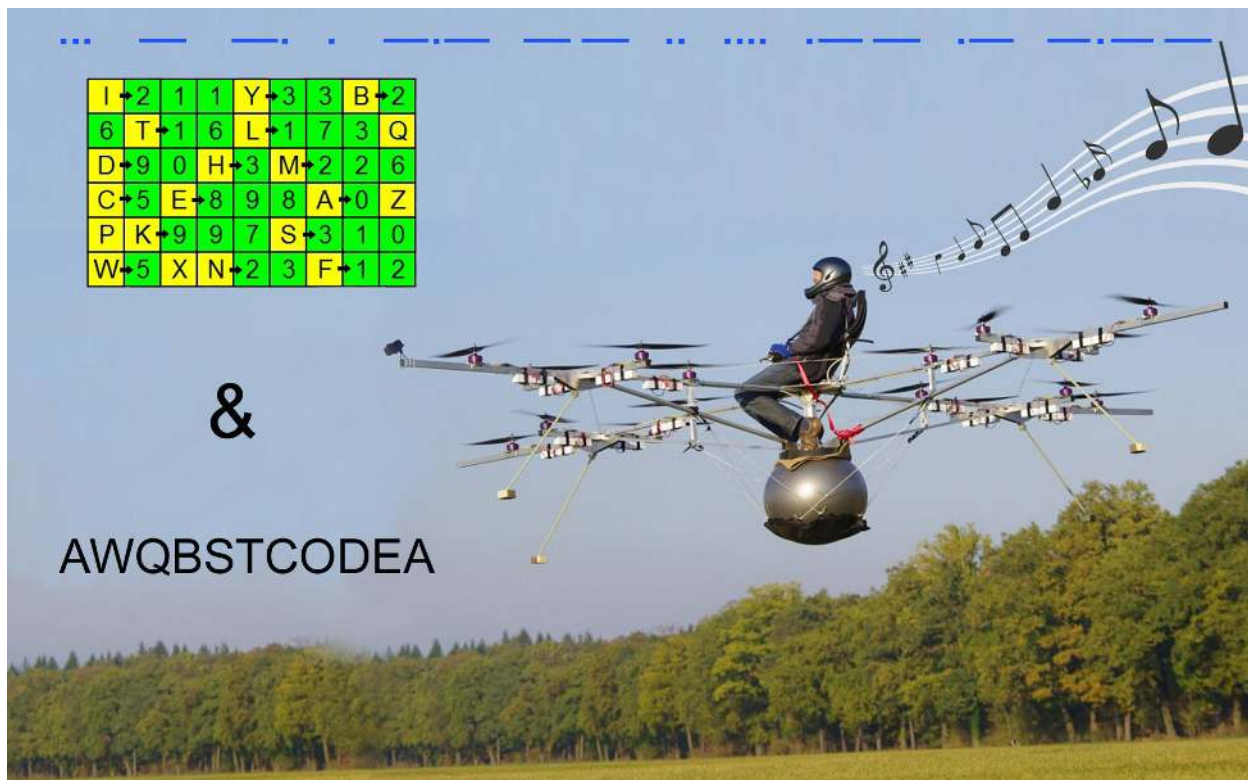 ... — —. . —.— — —— .. .... .—— .— —.——
I→2 1 1 Y→3 3 B→2
6 T→1 6 L→1 7 3 Q
D→9 0 H→3 M→2 2 6
C→5 E→8 9 8 A→0 Z
P K→9 9 7 S→3 1 0
W→5 X N→2 3 F→1 2
&
AWQBSTCODEA